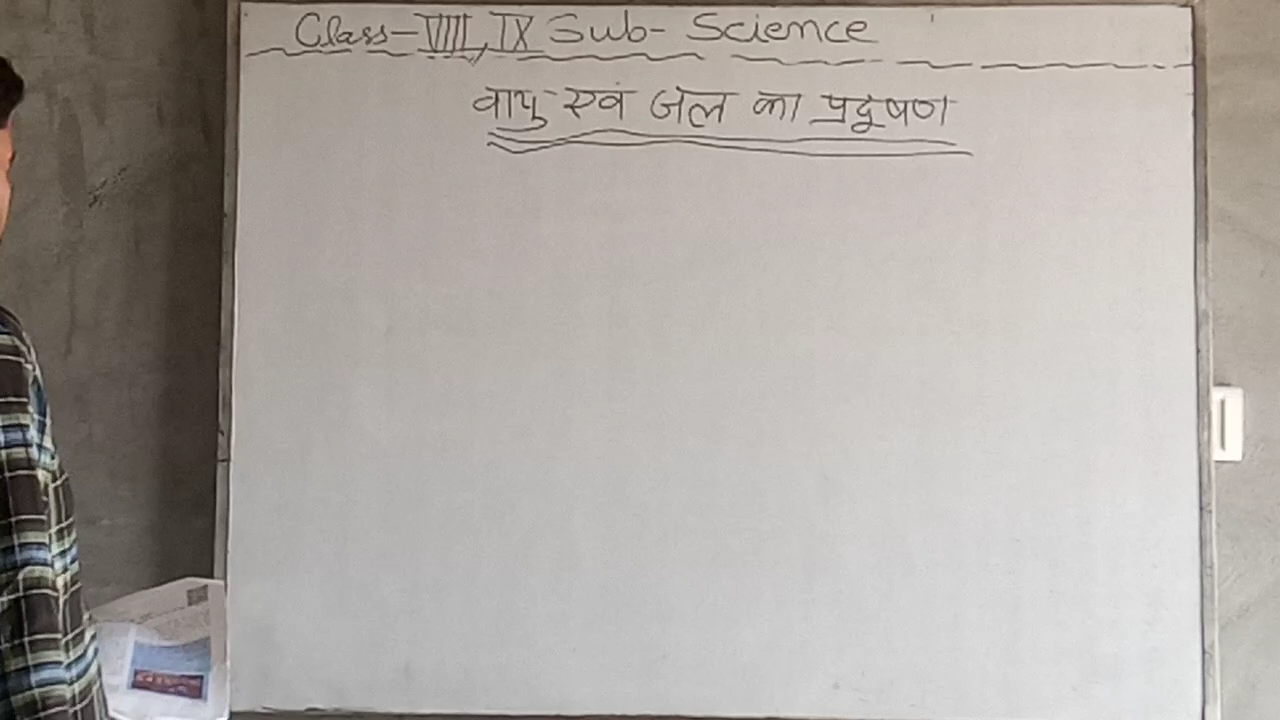 Class-VIII, IX Sub- Science
वायु एवं जल का प्रदूषण